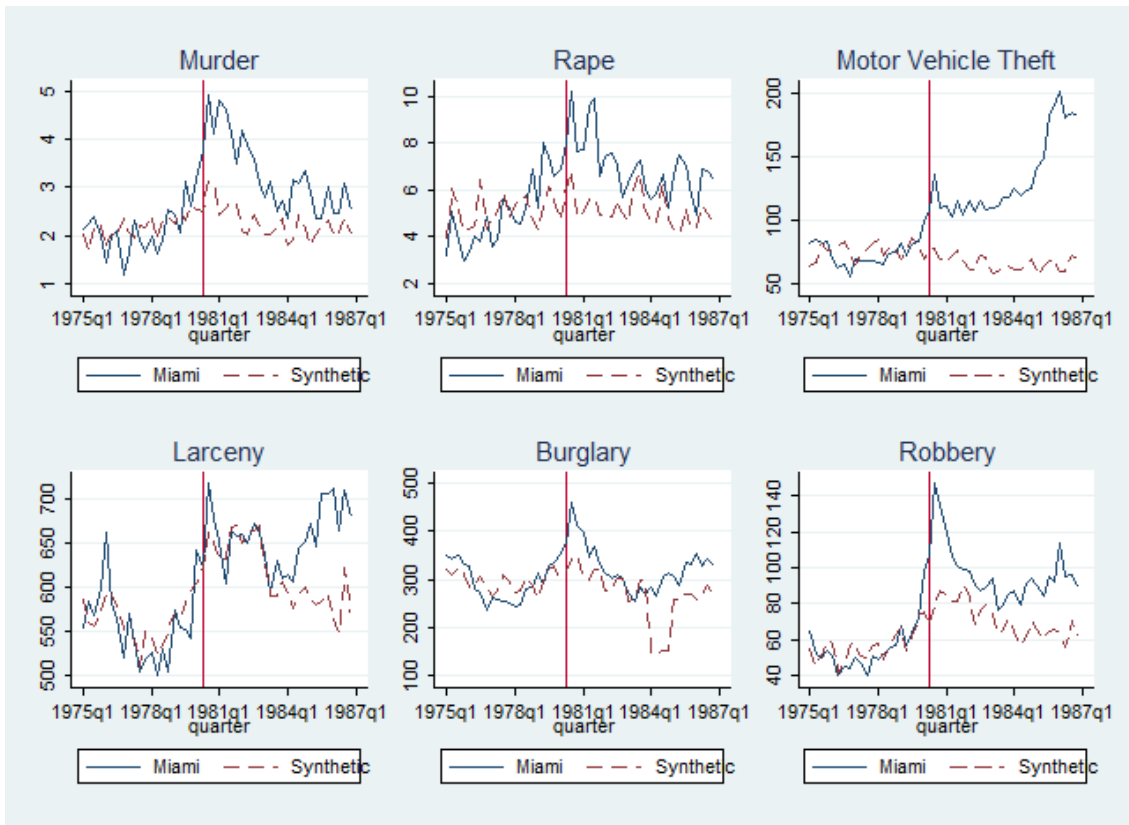 Murder
5
4
3
2
1
1975q1 1978q1 1981q1 1984q1 1987q1
quarter
Miami Synthetic
Rape
10
8
6
4
2
1975q1 1978q1 1981q1 1984q1 1987q1
quarter
Miami Synthetic
Motor Vehicle Theft
200
150
100
50
1975q1 1978q1 1981q1 1984q1 1987q1
quarter
Miami Synthetic
Larceny
700
650
600
550
500
1975q1 1978q1 1981q1 1984q1 1987q1
quarter
Miami Synthetic
Burglary
500
400
300
200
100
1975q1 1978q1 1981q1 1984q1 1987q1
quarter
Miami Synthetic
Robbery
140
120
100
80
60
40
1975q1 1978q1 1981q1 1984q1 1987q1
quarter
Miami Synthetic